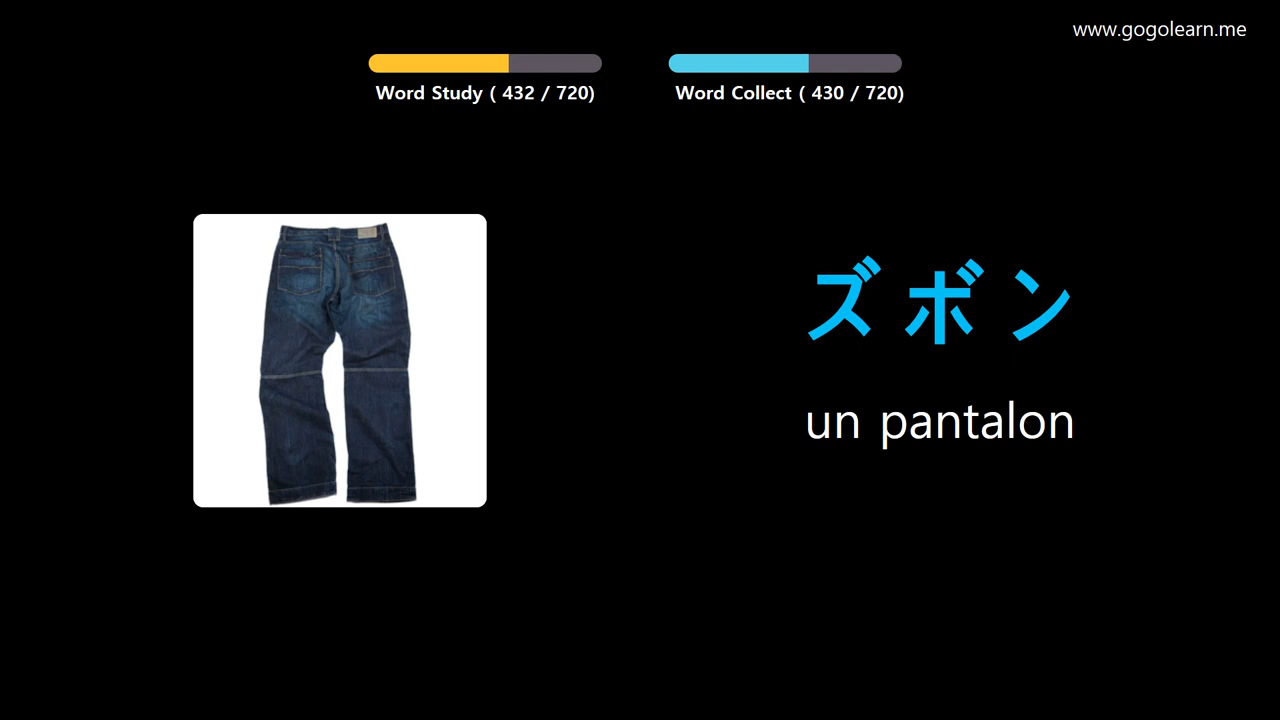 www.gogolearn.me
Word Study ( 432 / 720)
Word Collect ( 430 / 720)
ズボン
un pantalon